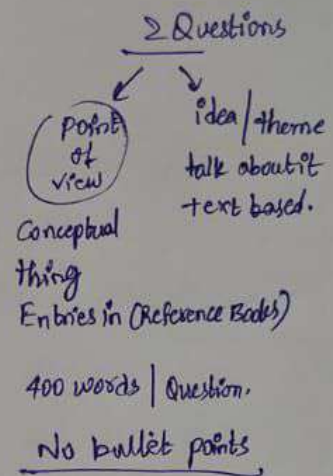 2 Questions
Point
of
view
Conceptual
thing
Entries in (Reference Books)
idea / theme
talk about it
text based.
400 words | Question.
No bullet points